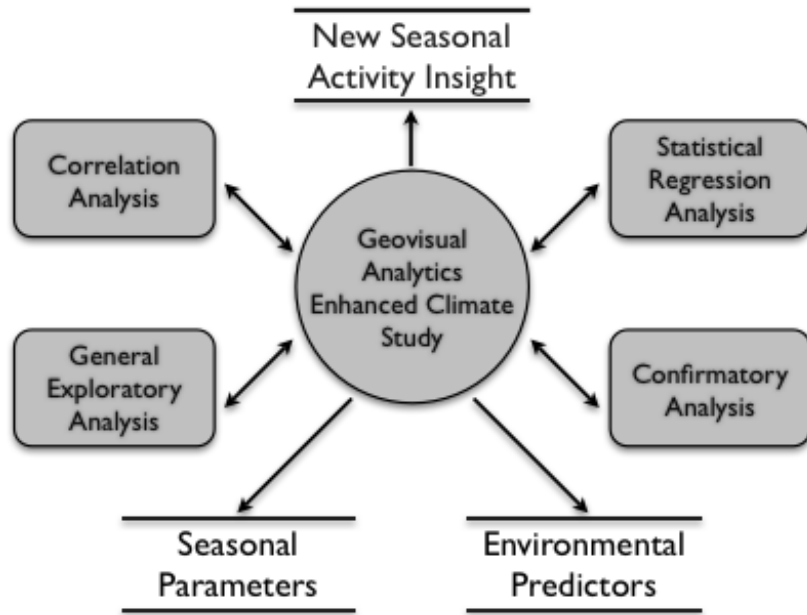 New Seasonal
Activity Insight
Correlation
Analysis
Statistical
Regression
Analysis
Geovisual
Analytics
Enhanced Climate
Study
General
Exploratory
Analysis
Confirmatory
Analysis
Seasonal
Parameters
Environmental
Predictors